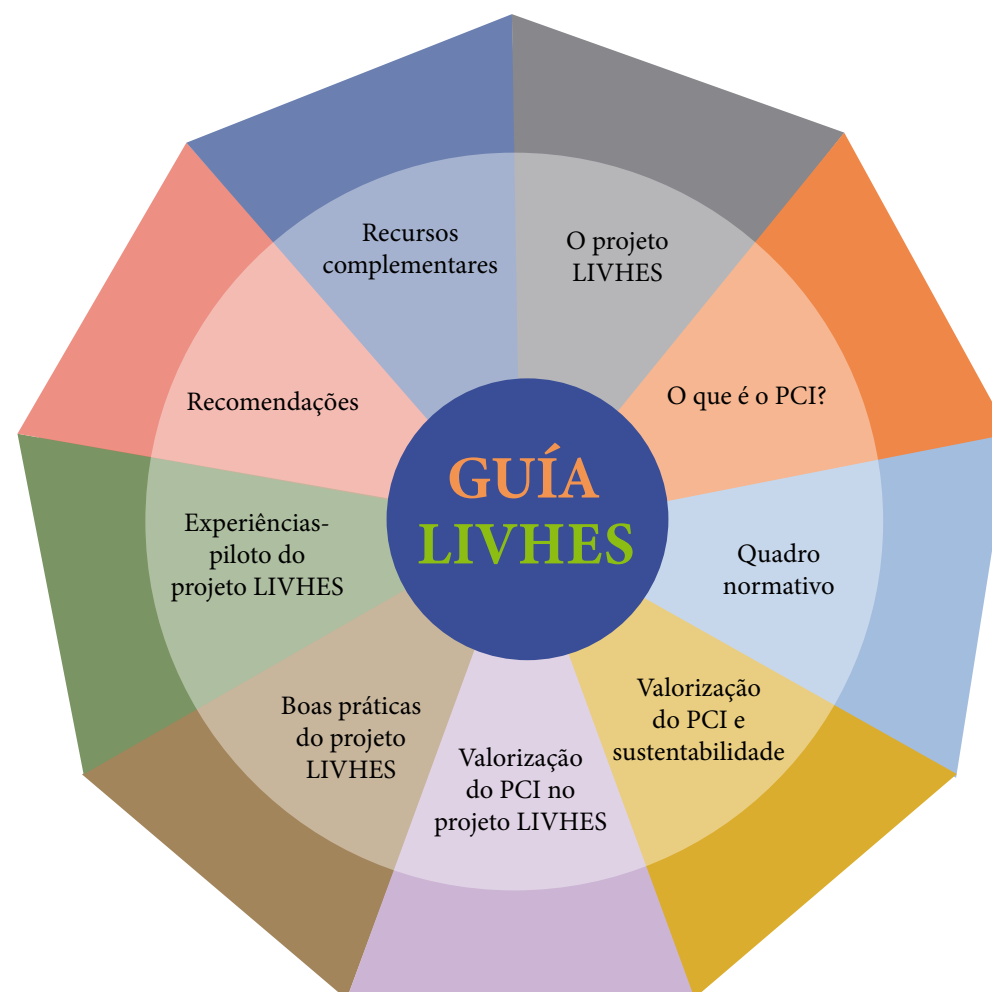 GUÍA
LIVHES
O projeto
LIVHES
O que é o PCI?
Quadro
normativo
Valorização
do PCI e
sustentabilidade
Valorização
do PCI no
projeto LIVHES
Boas práticas
do projeto
LIVHES
Experiências-
piloto do
projeto LIVHES
Recomendações
Recursos
complementares